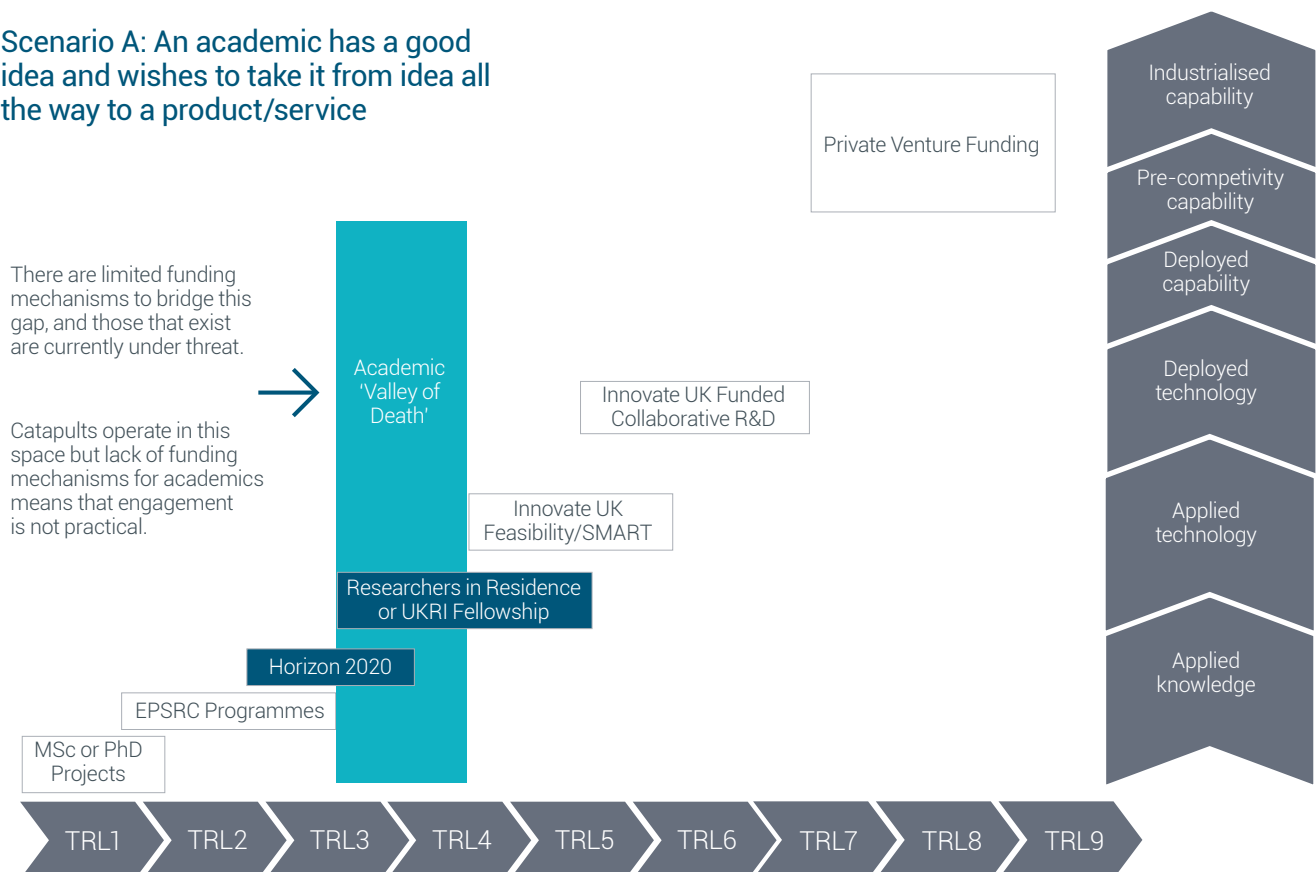 Scenario A: An academic has a good
idea and wishes to take it from idea all
the way to a product/service
There are limited funding
mechanisms to bridge this
gap, and those that exist
are currently under threat.
Catapults operate in this
space but lack of funding
mechanisms for academics
means that engagement
is not practical.
Academic
'Valley of
Death'
Private Venture Funding
Innovate UK Funded
Collaborative R&D
Innovate UK
Feasibility/SMART
Researchers in Residence
or UKRI Fellowship
Horizon 2020
EPSRC Programmes
MSc or PhD
Projects
Industrialised
capability
Pre-competivity
capability
Deployed
capability
Deployed
technology
Applied
technology
Applied
knowledge
TRL1 TRL2 TRL3 TRL4 TRL5 TRL6 TRL7 TRL8 TRL9